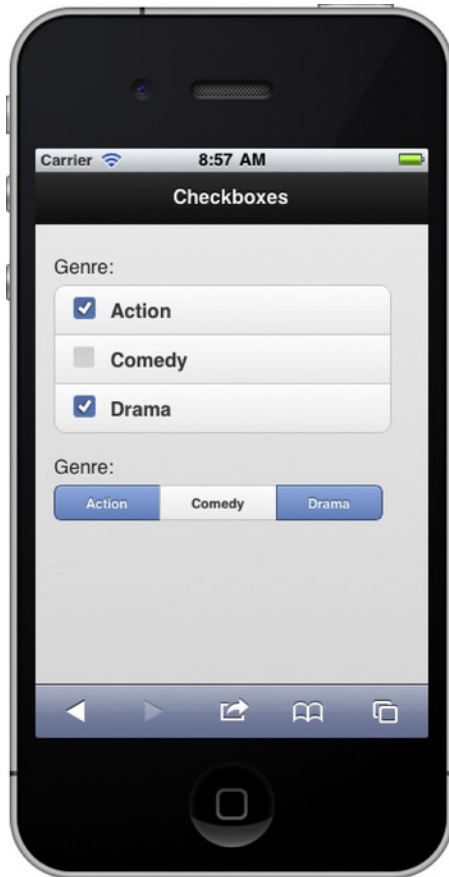 Carrier 8:57 AM
Checkboxes
Genre:
Action
Comedy
Drama
Genre:
Action Comedy Drama